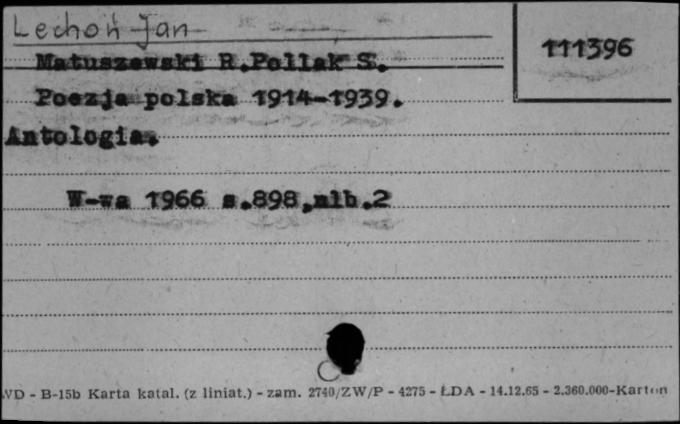 Lechoń Jan
111396
Matuszewski R.Pollak S.
Poezja polska 1914-1939.
Antologia.
W-wa 1966 s.898,nlb.2
WD - B-15b Karta katal. (z liniat.) - zam. 2740/ZW/P - 4275 - ŁDA - 14.12.65 - 2.360.000-Karton